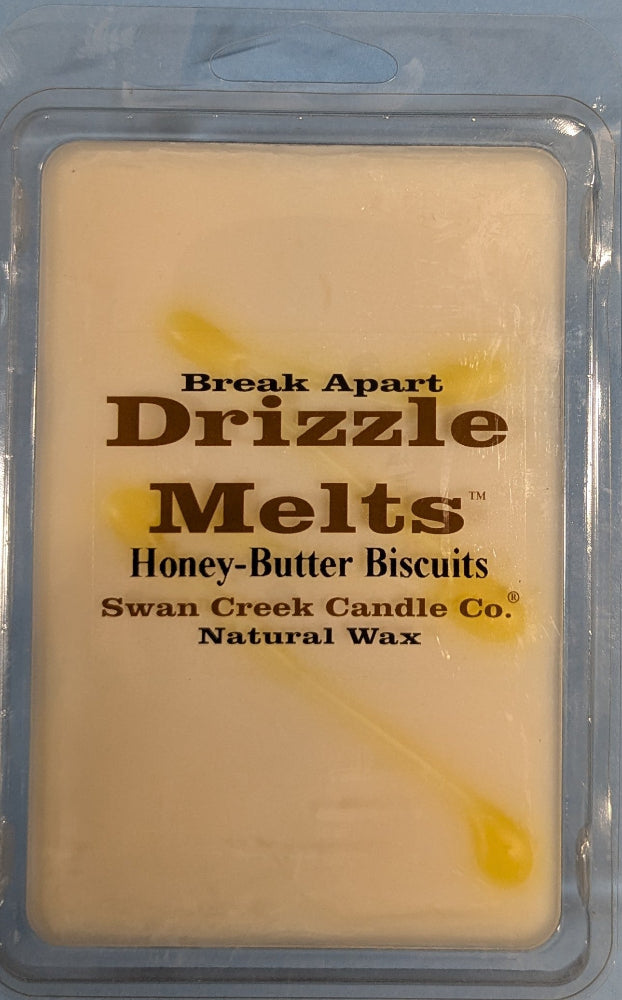 Break Apart
Drizzle
Melts™
Honey-Butter Biscuits
Swan Creek Candle Co.®
Natural Wax